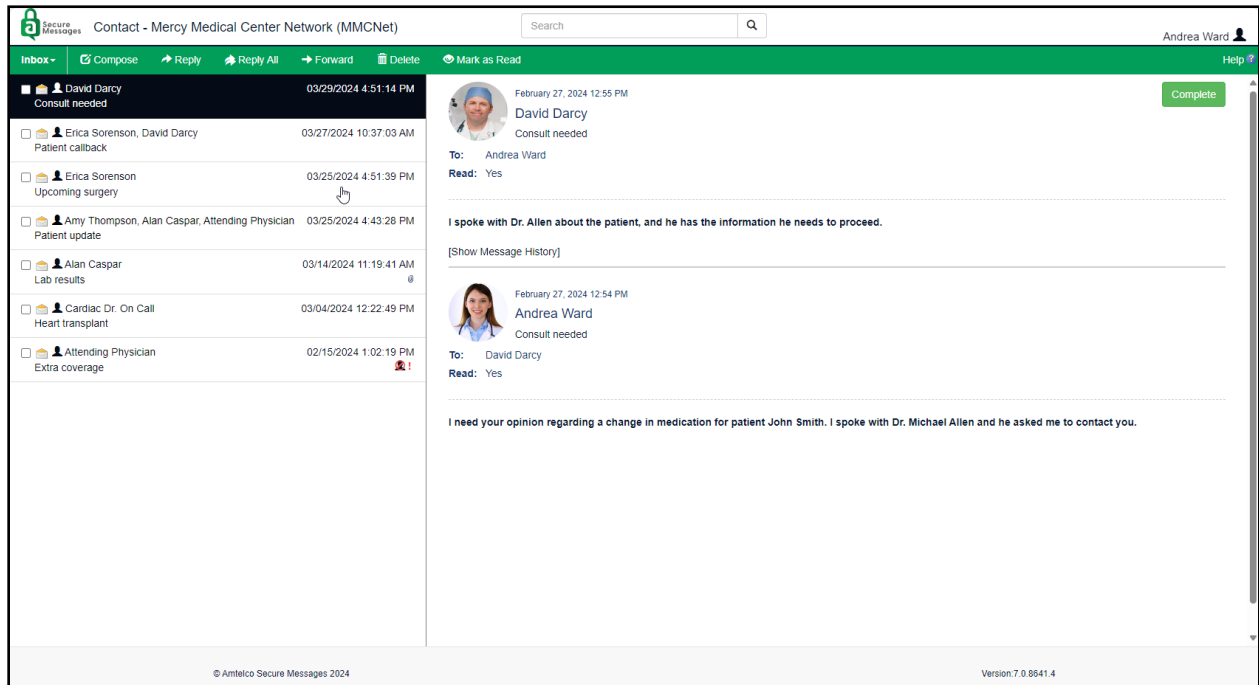 Secure Messages
Contact - Mercy Medical Center Network (MMCNet)
Search
Andrea Ward
Inbox
Compose
Reply
Reply All
Forward
Delete
Mark as Read
Help ?
David Darcy 03/29/2024 4:51:14 PM
Consult needed
Erica Sorenson, David Darcy 03/27/2024 10:37:03 AM
Patient callback
Erica Sorenson 03/25/2024 4:51:39 PM
Upcoming surgery
Amy Thompson, Alan Caspar, Attending Physician 03/25/2024 4:43:28 PM
Patient update
Alan Caspar 03/14/2024 11:19:41 AM
Lab results
Cardiac Dr. On Call 03/04/2024 12:22:49 PM
Heart transplant
Attending Physician 02/15/2024 1:02:19 PM
Extra coverage !
February 27, 2024 12:55 PM
Complete
David Darcy
Consult needed
To: Andrea Ward
Read: Yes
I spoke with Dr. Allen about the patient, and he has the information he needs to proceed.
[Show Message History]
February 27, 2024 12:54 PM
Andrea Ward
Consult needed
To: David Darcy
Read: Yes
I need your opinion regarding a change in medication for patient John Smith. I spoke with Dr. Michael Allen and he asked me to contact you.
© Amtelco Secure Messages 2024
Version:7.0.8641.4